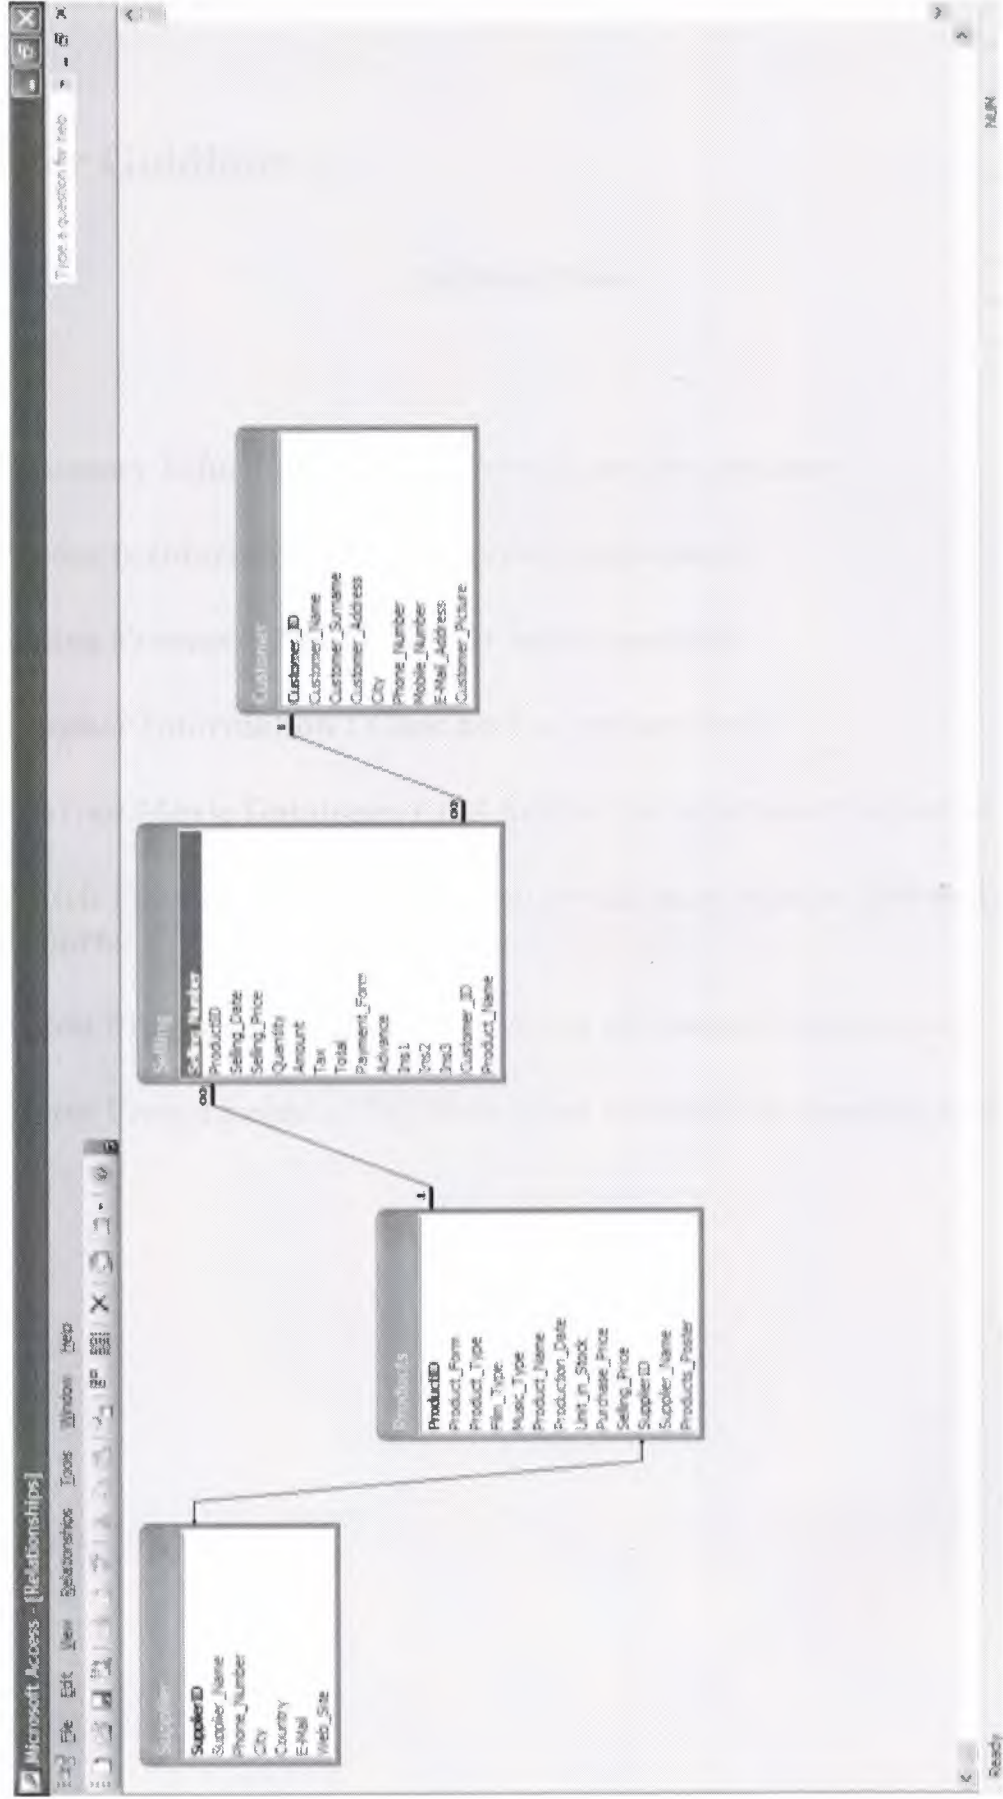 Microsoft Access - [Relationships]
File Edit View Relationships Tools Window Help
Type a question for help
Supplier
SupplierID
Supplier_Name
Phone_Number
City
Country
E-Mail
Web_Site
Products
ProductID
Product_Form
Product_Type
Film_Type
Music_Type
Product_Name
Production_Date
Unit_in_Stock
Purchase_Price
Selling_Price
SupplierID
Supplier_Name
Products_Poster
1
∞
Selling
Selling_Number
ProductID
Selling_Date
Selling_Price
Quantity
Amount
Tax
Total
Payment_Form
Advance
Ins1
Ins2
Ins3
Customer_ID
Product_Name
∞
1
Customer
Customer_ID
Customer_Name
Customer_Surname
Customer_Address
City
Phone_Number
Mobile_Number
E-Mail_Address
Customer_Picture
Ready
NUM